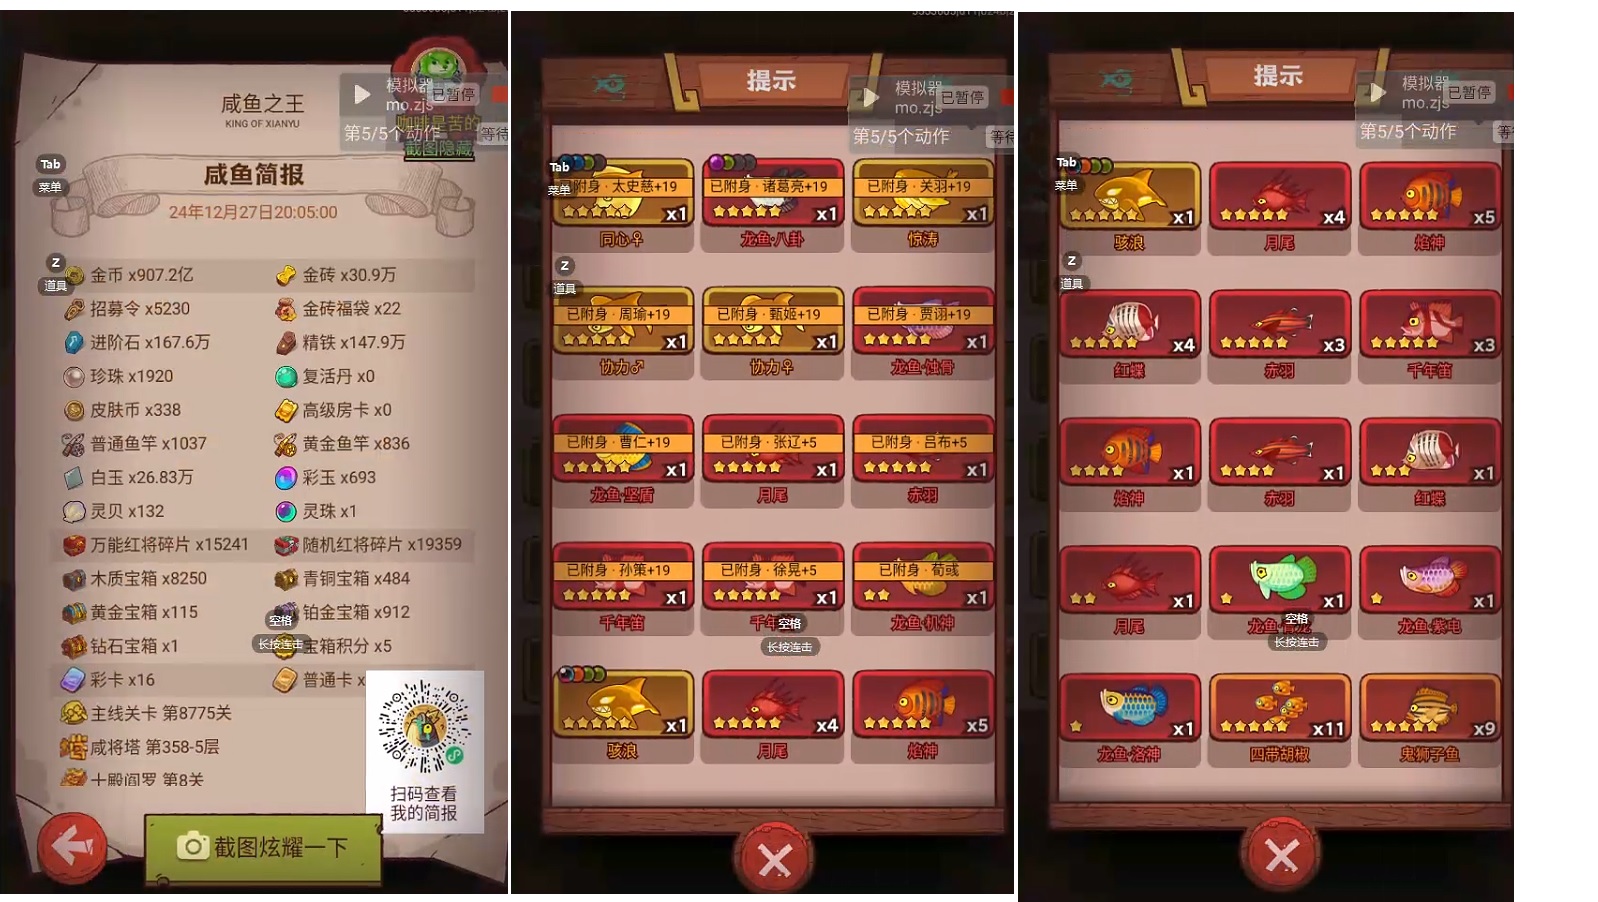 咸鱼之王
KING OF XIANYU
模拟器
已暂停
mo.zjs
第5/5个动作
等待
咖啡是苦的
截图隐藏
Tab
菜单
咸鱼简报
24年12月27日20:05:00
Z
道具
金币 x907.2亿
金砖 x30.9万
招募令 x5230
金砖福袋 x22
进阶石 x167.6万
精铁 x147.9万
珍珠 x1920
复活丹 x0
皮肤币 x338
高级房卡 x0
普通鱼竿 x1037
黄金鱼竿 x836
白玉 x26.83万
彩玉 x693
灵贝 x132
灵珠 x1
万能红将碎片 x15241
随机红将碎片 x19359
木质宝箱 x8250
青铜宝箱 x484
黄金宝箱 x115
铂金宝箱 x912
空格
长按连击
钻石宝箱 x1
宝箱积分 x5
彩卡 x16
普通卡 x
主线关卡 第8775关
咸将塔 第358-5层
十殿阎罗 第8关
扫码查看
我的简报
截图炫耀一下
提示
模拟器
已暂停
mo.zjs
第5/5个动作
等待
Tab
菜单
已附身·太史慈+19
已附身·诸葛亮+19
已附身·关羽+19
x1
x1
x1
同心♀
龙鱼·八卦
惊涛
Z
道具
已附身·周瑜+19
已附身·甄姬+19
已附身·贾诩+19
x1
x1
x1
协力♂
协力♀
龙鱼·蚀骨
已附身·曹仁+19
已附身·张辽+5
已附身·吕布+5
x1
x1
x1
龙鱼·坚盾
月尾
赤羽
已附身·孙策+19
已附身·徐晃+5
已附身·荀彧
x1
x1
x1
千年笛
千年
空格
龙鱼·机神
长按连击
x1
x4
x5
骇浪
月尾
焰神
提示
模拟器
已暂停
mo.zjs
第5/5个动作
等
Tab
菜单
x1
x4
x5
骇浪
月尾
焰神
Z
道具
x4
x3
x3
红蝶
赤羽
千年笛
x1
x1
x1
焰神
赤羽
红蝶
x1
x1
x1
月尾
龙鱼·
空格
龙鱼·紫电
长按连击
x1
x11
x9
龙鱼·洛神
四带胡椒
鬼狮子鱼